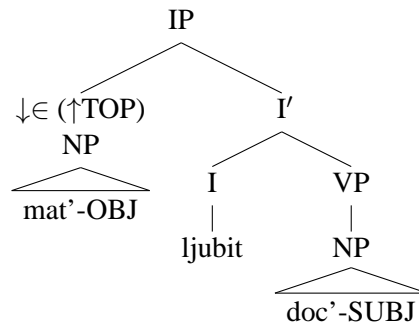 IP
↓∈ (↑TOP) I′
NP
mat'-OBJ I VP
ljubit NP
doc'-SUBJ